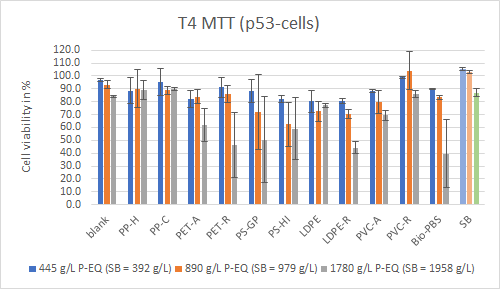 T4 MTT (p53-cells)
120.0
110.0
100.0
90.0
80.0
70.0
60.0
50.0
40.0
30.0
20.0
10.0
0.0
Cell viability in %
blank
PP-H
PP-C
PET-A
PET-R
PS-GP
PS-HI
LDPE
LDPE-R
PVC-A
PVC-R
Bio-PBS
SB
445 g/L P-EQ (SB = 392 g/L) 890 g/L P-EQ (SB = 979 g/L) 1780 g/L P-EQ (SB = 1958 g/L)